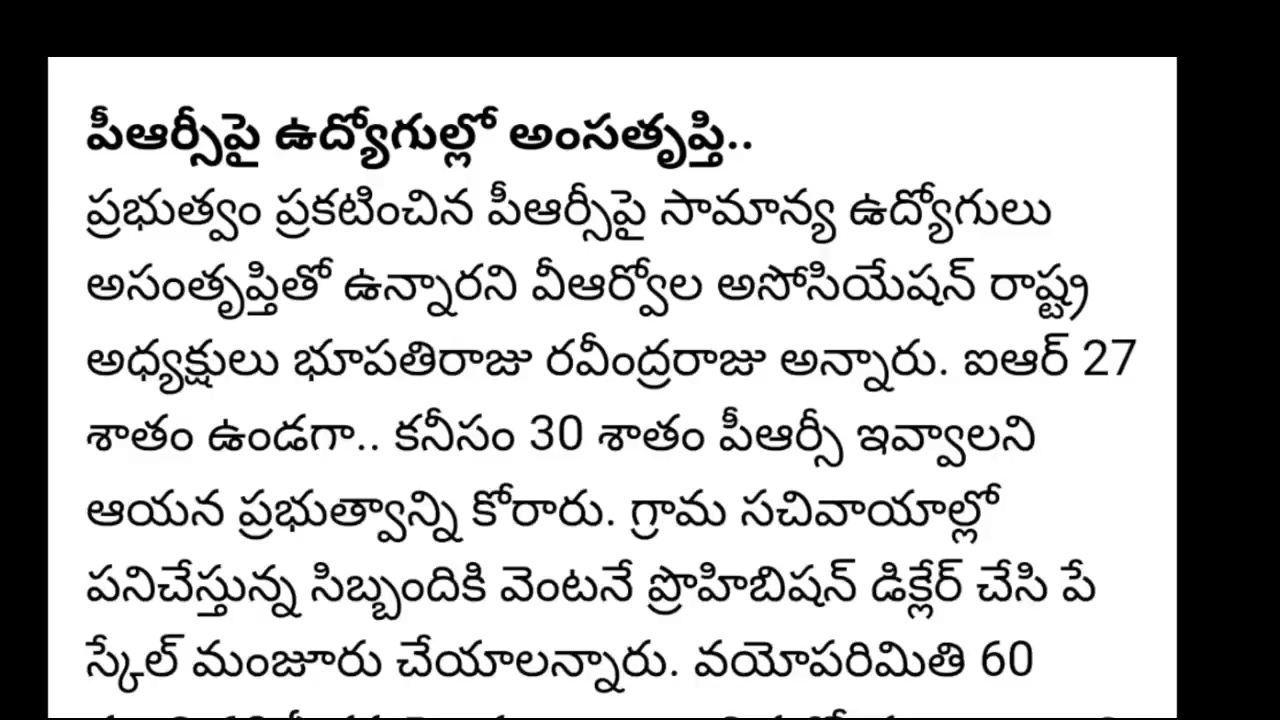 పీఆర్సీపై ఉద్యోగుల్లో అంసతృప్తి..
ప్రభుత్వం ప్రకటించిన పీఆర్సీపై సామాన్య ఉద్యోగులు
అసంతృప్తితో ఉన్నారని వీఆర్వోల అసోసియేషన్ రాష్ట్ర
అధ్యక్షులు భూపతిరాజు రవీంద్రరాజు అన్నారు. ఐఆర్ 27
శాతం ఉండగా.. కనీసం 30 శాతం పీఆర్సీ ఇవ్వాలని
ఆయన ప్రభుత్వాన్ని కోరారు. గ్రామ సచివాయాల్లో
పనిచేస్తున్న సిబ్బందికి వెంటనే ప్రొహిబిషన్ డిక్లేర్ చేసి పే
స్కేల్ మంజూరు చేయాలన్నారు. వయోపరిమితి 60